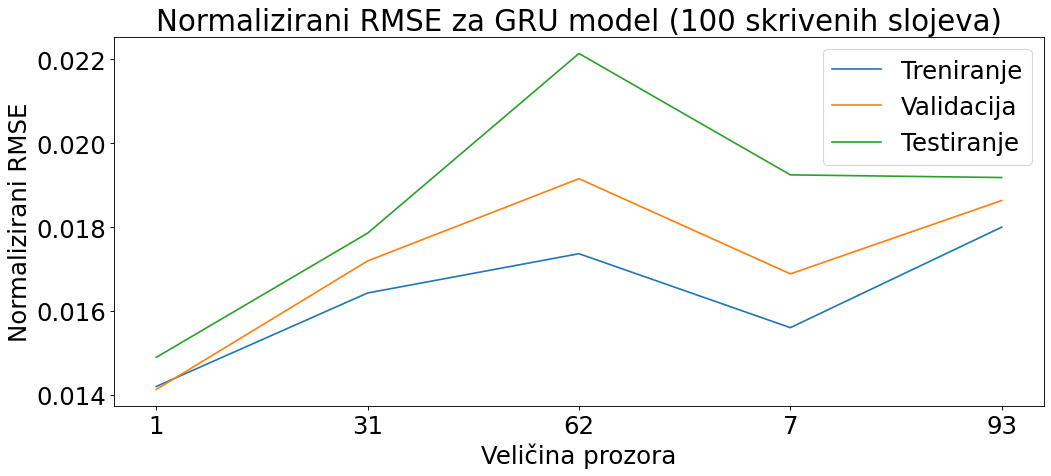 Normalizirani RMSE za GRU model (100 skrivenih slojeva)
Normalizirani RMSE
0.022
0.020
0.018
0.016
0.014
Treniranje
Validacija
Testiranje
1 31 62 7 93
Veličina prozora